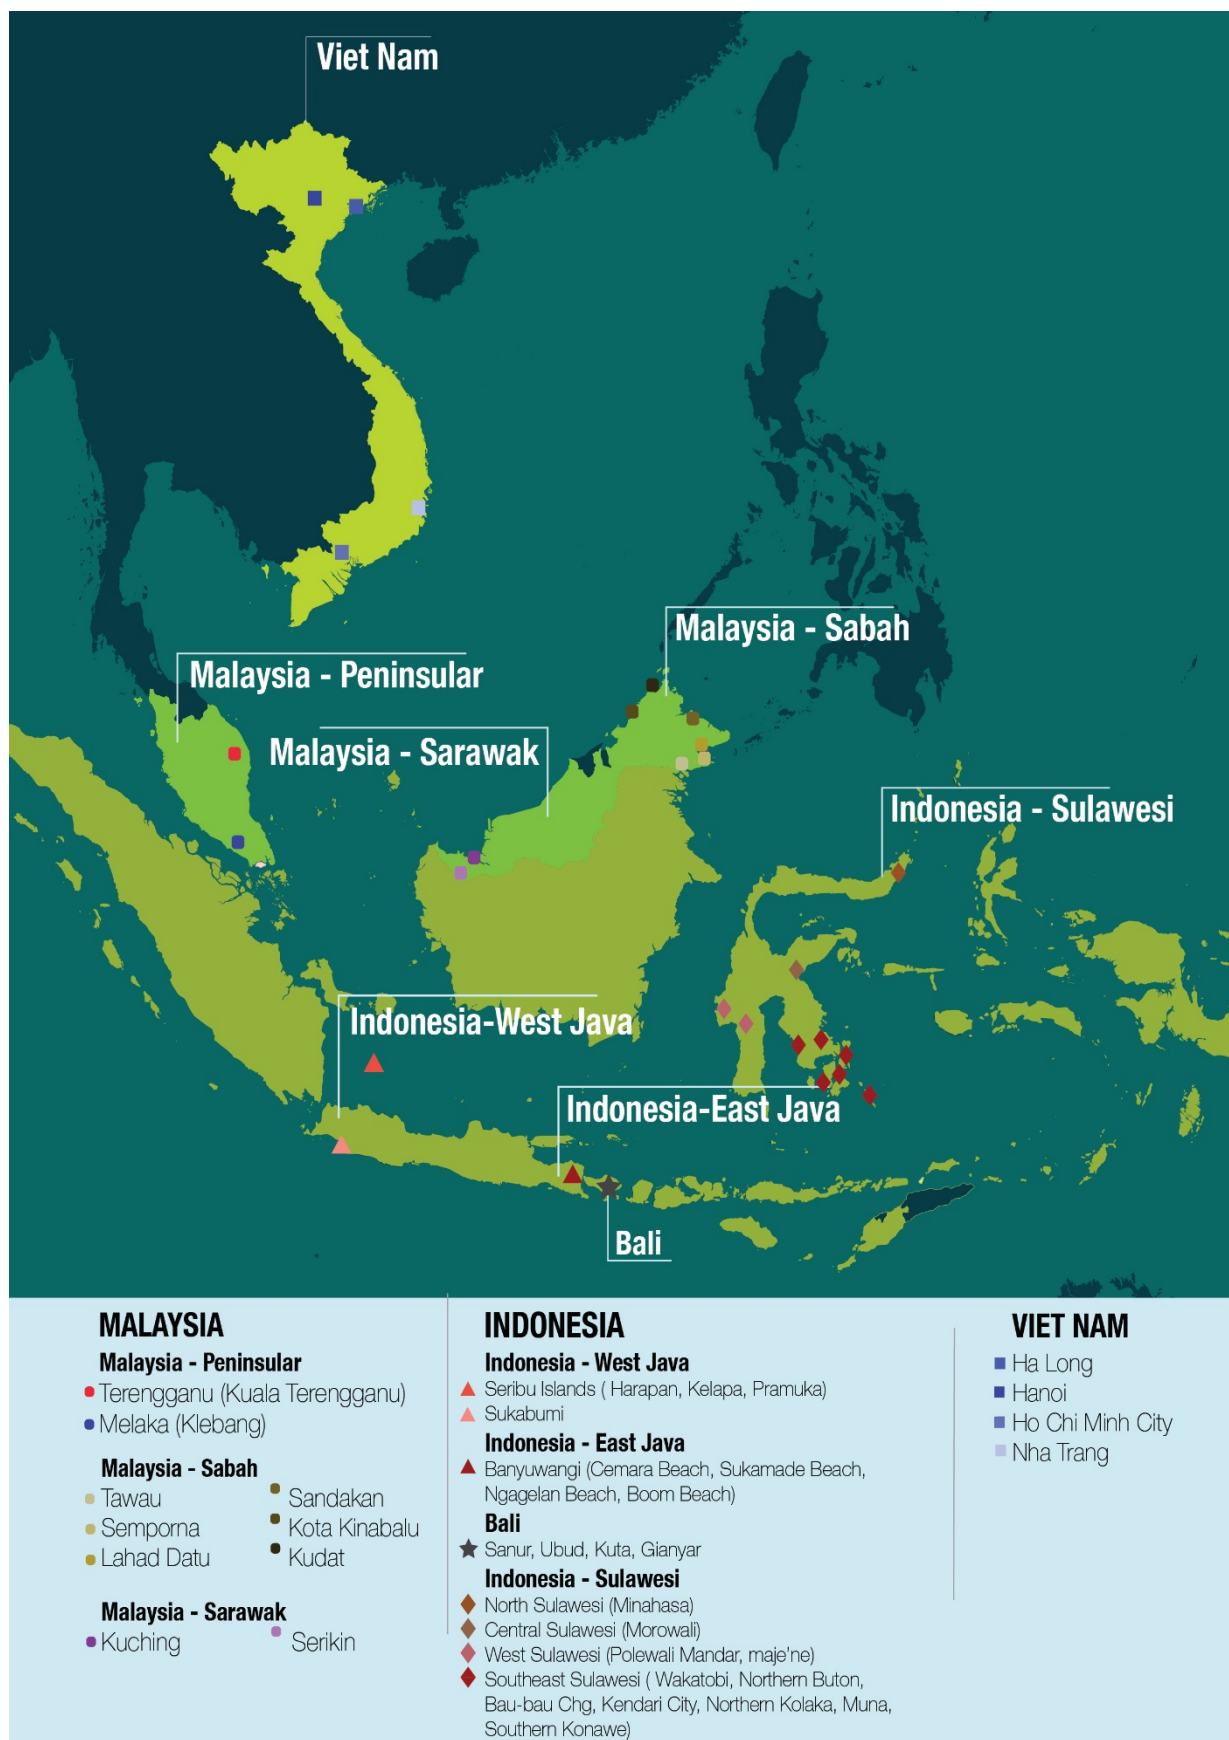 Viet Nam
Malaysia - Sabah
Malaysia - Peninsular
Malaysia - Sarawak
Indonesia - Sulawesi
Indonesia-West Java
Indonesia-East Java
Bali
MALAYSIA
Malaysia - Peninsular
Terengganu (Kuala Terengganu)
Melaka (Klebang)
Malaysia - Sabah
Tawau
Semporna
Lahad Datu
Sandakan
Kota Kinabalu
Kudat
Malaysia - Sarawak
Kuching
Serikin
INDONESIA
Indonesia - West Java
Seribu Islands ( Harapan, Kelapa, Pramuka)
Sukabumi
Indonesia - East Java
Banyuwangi (Cemara Beach, Sukamade Beach,
Ngagelan Beach, Boom Beach)
Bali
Sanur, Ubud, Kuta, Gianyar
Indonesia - Sulawesi
North Sulawesi (Minahasa)
Central Sulawesi (Morowali)
West Sulawesi (Polewali Mandar, maje'ne)
Southeast Sulawesi ( Wakatobi, Northern Buton,
Bau-bau Chg, Kendari City, Northern Kolaka, Muna,
Southern Konawe)
VIET NAM
Ha Long
Hanoi
Ho Chi Minh City
Nha Trang